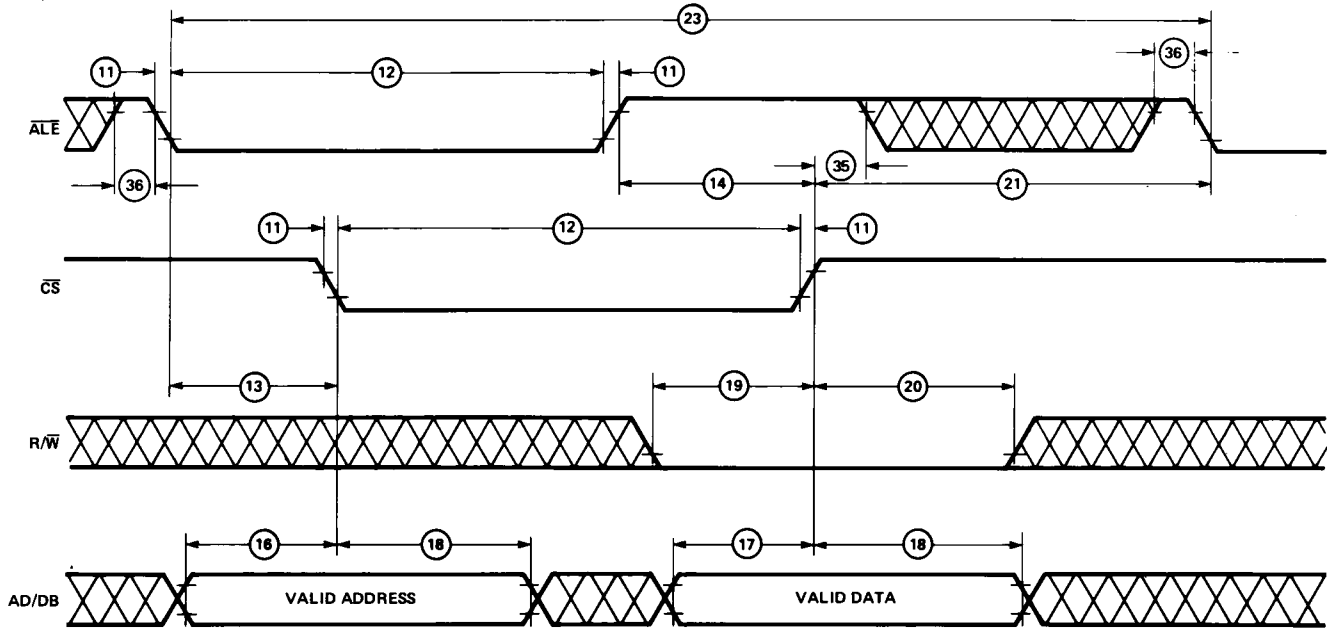 23
11 12 11 36
ALE
36 14 35 21
11 12 11
CS
13 19 20
R/W
16 18 17 18
AD/DB VALID ADDRESS VALID DATA